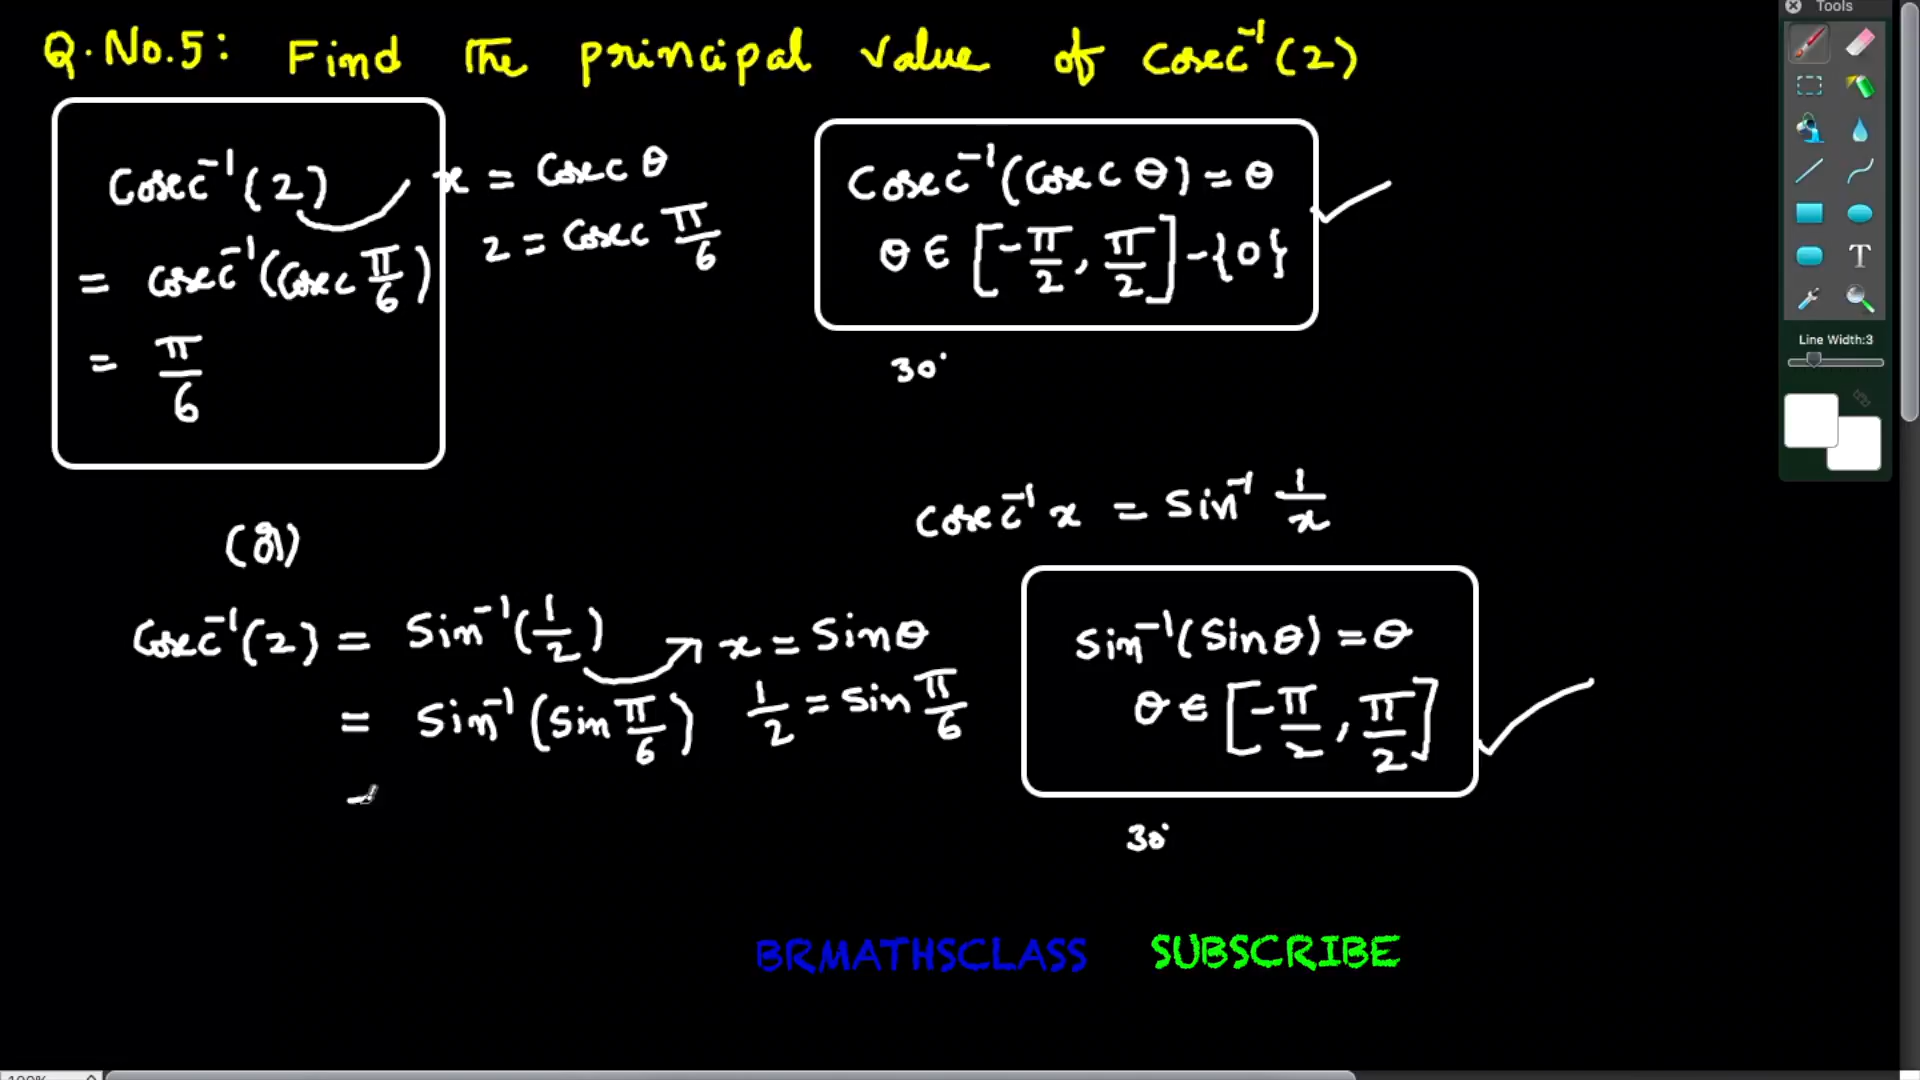 Q.No.5: Find the principal value of Cosec⁻¹(2)
Cosec⁻¹(2)
= Cosec⁻¹(Cosec π/6)
= π/6
x = Cosec θ
2 = Cosec π/6
Cosec⁻¹(Cosec θ) = θ
θ ∈ [-π/2, π/2] - {0}
30°
Cosec⁻¹ x = Sin⁻¹ 1/x
Cosec⁻¹(2) = Sin⁻¹(1/2)
= Sin⁻¹(Sin π/6)
x = Sin θ
1/2 = Sin π/6
Sin⁻¹(Sin θ) = θ
θ ∈ [-π/2, π/2]
30°
BRMATHSCLASS SUBSCRIBE
Tools
T
Line Width:3